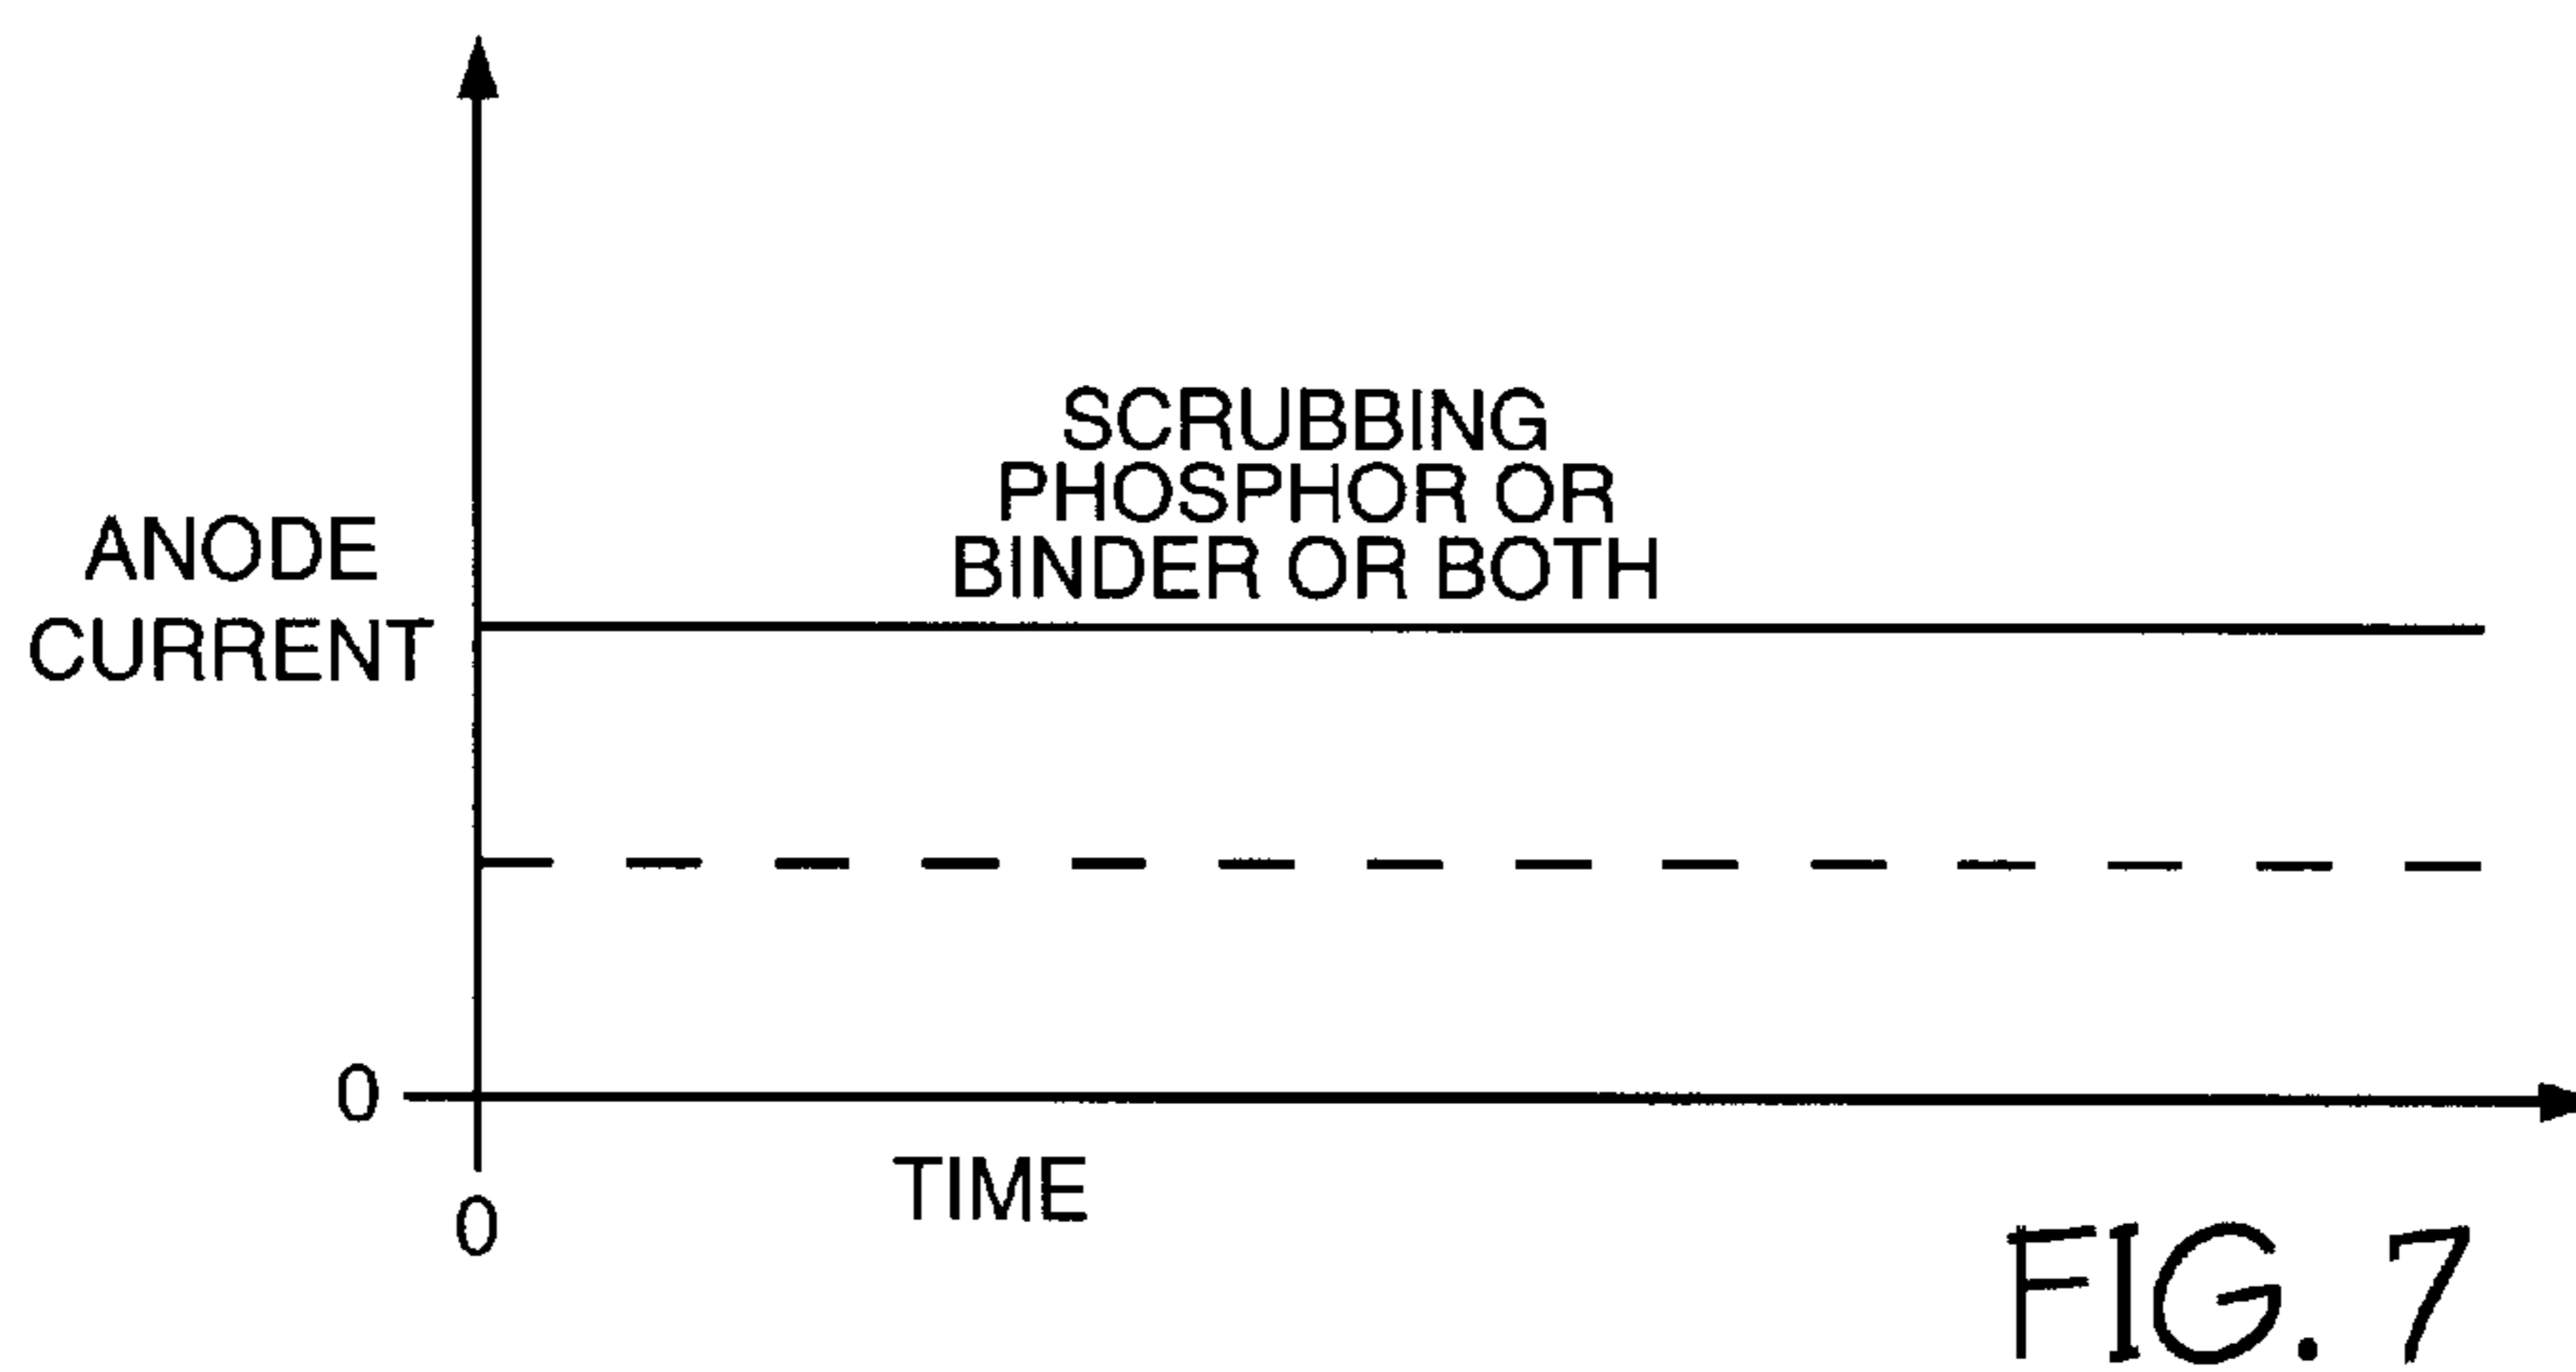 SCRUBBING
PHOSPHOR OR
BINDER OR BOTH
ANODE
CURRENT
0
TIME
0
FIG. 7